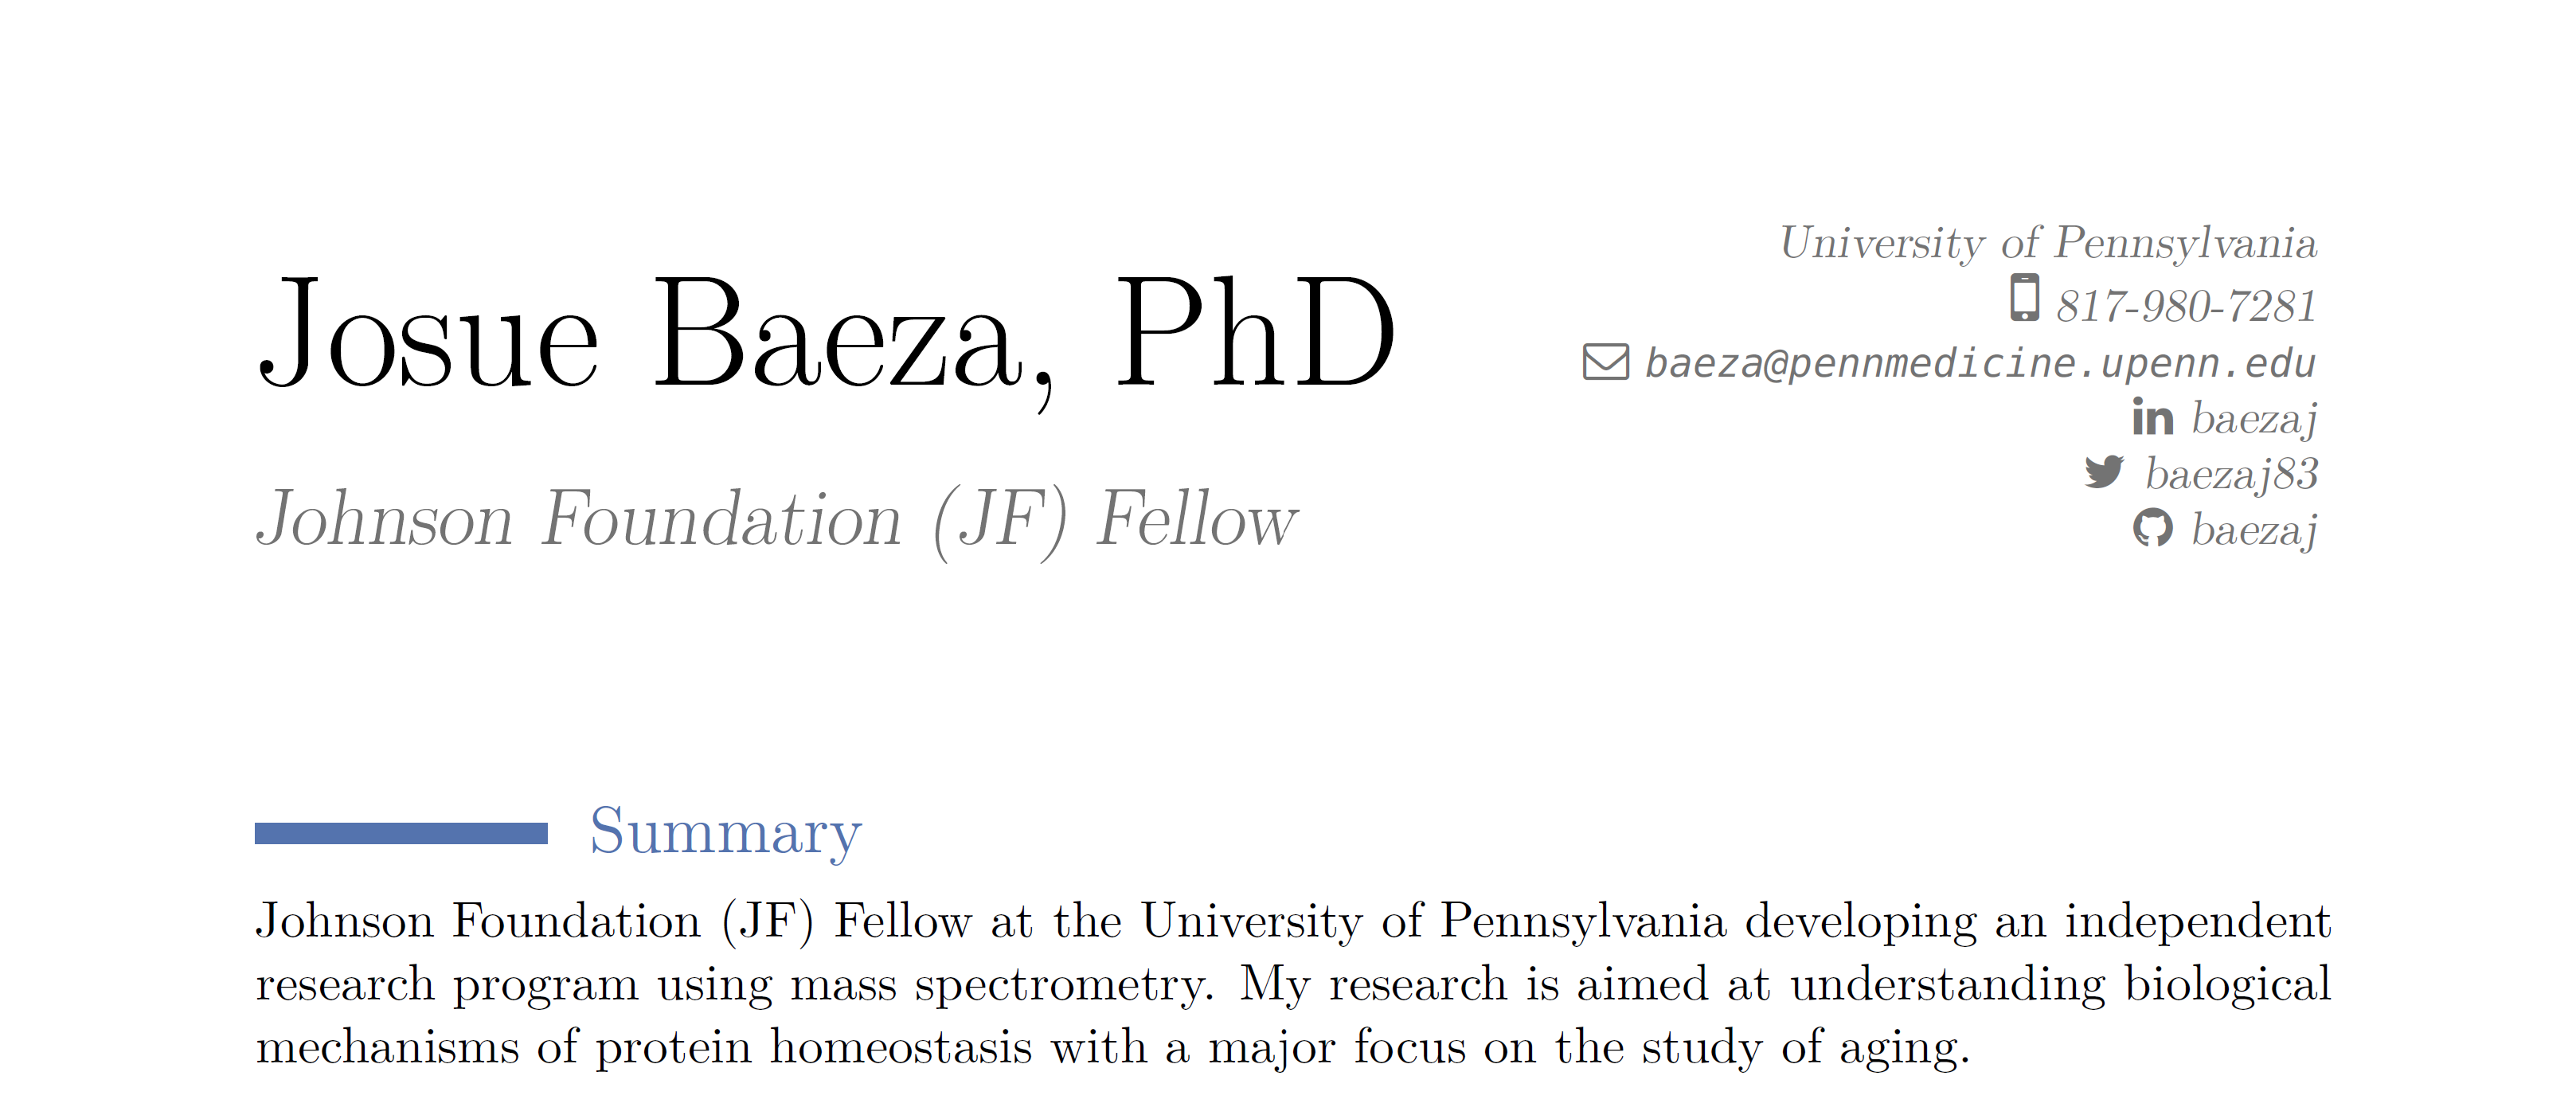 Josue Baeza, PhD
Johnson Foundation (JF) Fellow
University of Pennsylvania
817-980-7281
baeza@pennmedicine.upenn.edu
in baezaj
baezaj83
baezaj
Summary
Johnson Foundation (JF) Fellow at the University of Pennsylvania developing an independent
research program using mass spectrometry. My research is aimed at understanding biological
mechanisms of protein homeostasis with a major focus on the study of aging.